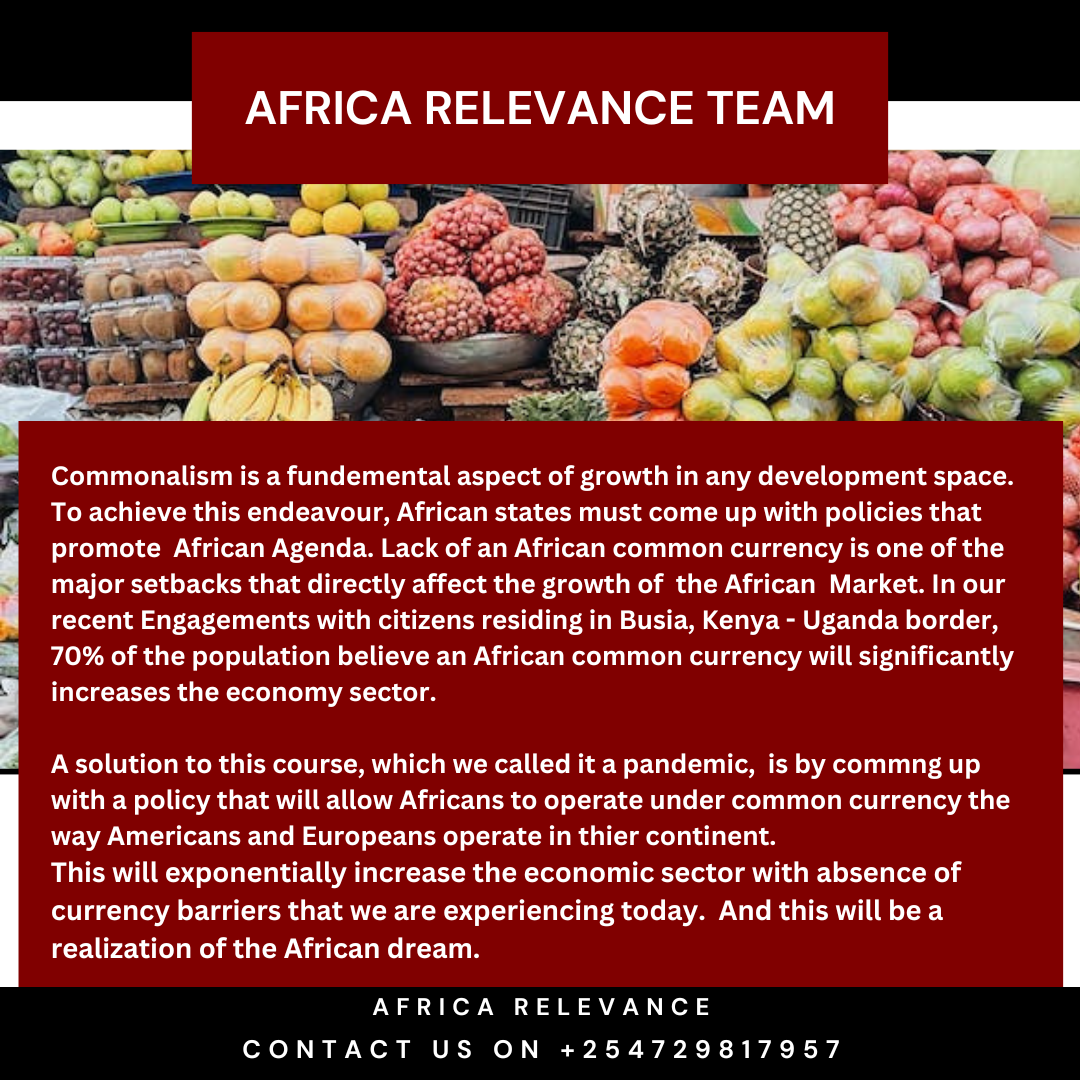 AFRICA RELEVANCE TEAM
Commonalism is a fundemental aspect of growth in any development space.
To achieve this endeavour, African states must come up with policies that
promote  African Agenda. Lack of an African common currency is one of the
major setbacks that directly affect the growth of  the African  Market. In our
recent Engagements with citizens residing in Busia, Kenya - Uganda border,
70% of the population believe an African common currency will significantly
increases the economy sector.
A solution to this course, which we called it a pandemic,  is by commng up
with a policy that will allow Africans to operate under common currency the
way Americans and Europeans operate in thier continent.
This will exponentially increase the economic sector with absence of
currency barriers that we are experiencing today.  And this will be a
realization of the African dream.
AFRICA RELEVANCE
CONTACT US ON +254729817957